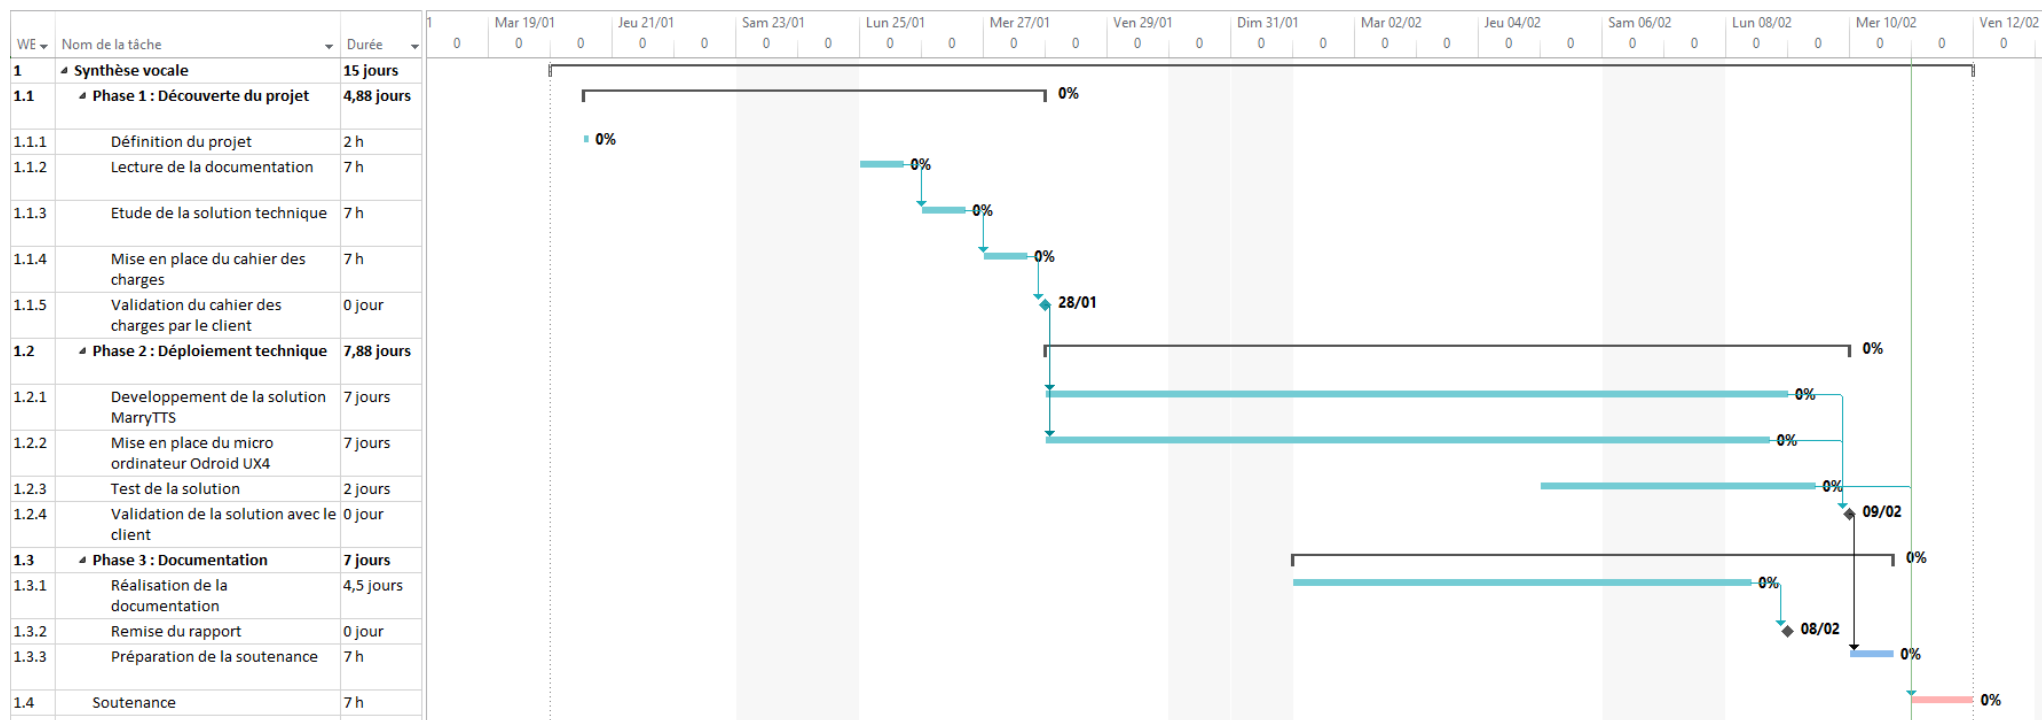 1 Mar 19/01 Jeu 21/01 Sam 23/01 Lun 25/01 Mer 27/01 Ven 29/01 Dim 31/01 Mar 02/02 Jeu 04/02 Sam 06/02 Lun 08/02 Mer 10/02 Ven 12/02
WE Nom de la tâche Durée 0 0 0 0 0 0 0 0 0 0 0 0 0 0 0 0 0 0 0 0 0 0 0 0 0 0
1 Synthèse vocale 15 jours
1.1 Phase 1 : Découverte du projet 4,88 jours 0%
1.1.1 Définition du projet 2 h 0%
1.1.2 Lecture de la documentation 7 h 0%
1.1.3 Etude de la solution technique 7 h 0%
1.1.4 Mise en place du cahier des 7 h 0%
charges
1.1.5 Validation du cahier des 0 jour 28/01
charges par le client
1.2 Phase 2 : Déploiement technique 7,88 jours 0%
1.2.1 Developpement de la solution 7 jours 0%
MarryTTS
1.2.2 Mise en place du micro 7 jours 0%
ordinateur Odroid UX4
1.2.3 Test de la solution 2 jours 0%
1.2.4 Validation de la solution avec le 0 jour 09/02
client
1.3 Phase 3 : Documentation 7 jours 0%
1.3.1 Réalisation de la 4,5 jours 0%
documentation
1.3.2 Remise du rapport 0 jour 08/02
1.3.3 Préparation de la soutenance 7 h 0%
1.4 Soutenance 7 h 0%